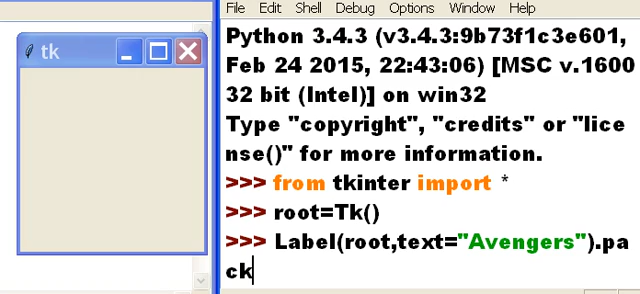 File Edit Shell Debug Options Window Help
tk
Python 3.4.3 (v3.4.3:9b73f1c3e601,
Feb 24 2015, 22:43:06) [MSC v.1600
32 bit (Intel)] on win32
Type "copyright", "credits" or "lice
nse()" for more information.
>>> from tkinter import *
>>> root=Tk()
>>> Label(root,text="Avengers").pa
ck